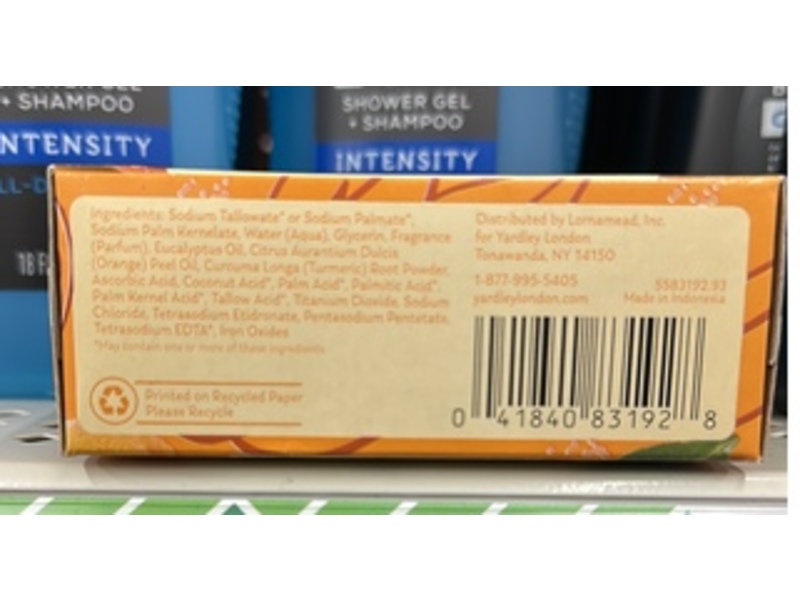 + SHAMPOO
INTENSITY
SHOWER GEL
+ SHAMPOO
INTENSITY
Ingredients: Sodium Tallowate* or Sodium Palmate*,
Sodium Palm Kernelate, Water (Aqua), Glycerin, Fragrance
(Parfum), Eucalyptus Oil, Citrus Aurantium Dulcis
(Orange) Peel Oil, Curcuma Longa (Turmeric) Root Powder,
Ascorbic Acid, Coconut Acid*, Palm Acid*, Palmitic Acid*,
Palm Kernel Acid*, Tallow Acid*, Titanium Dioxide, Sodium
Chloride, Tetrasodium Etidronate, Pentasodium Pentetate,
Tetrasodium EDTA*, Iron Oxides
*May contain one or more of these ingredients
Printed on Recycled Paper
Please Recycle
Distributed by Lornamead, Inc.
for Yardley London
Tonawanda, NY 14150
1-877-995-5405
yardleylondon.com
5583192.93
Made in Indonesia
0 41840 83192 8